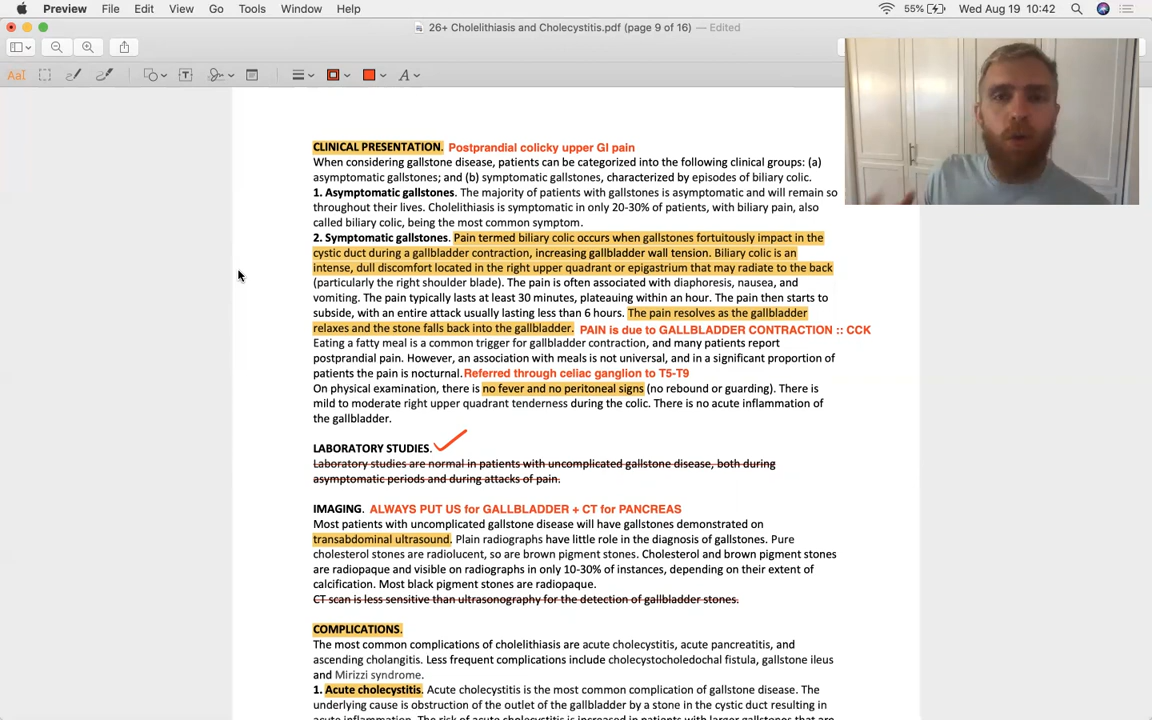 Preview File Edit View Go Tools Window Help 55% Wed Aug 19 10:42
26+ Cholelithiasis and Cholecystitis.pdf (page 9 of 16) — Edited
AaI T A
CLINICAL PRESENTATION. Postprandial colicky upper GI pain
When considering gallstone disease, patients can be categorized into the following clinical groups: (a)
asymptomatic gallstones; and (b) symptomatic gallstones, characterized by episodes of biliary colic.
1. Asymptomatic gallstones. The majority of patients with gallstones is asymptomatic and will remain so
throughout their lives. Cholelithiasis is symptomatic in only 20-30% of patients, with biliary pain, also
called biliary colic, being the most common symptom.
2. Symptomatic gallstones. Pain termed biliary colic occurs when gallstones fortuitously impact in the
cystic duct during a gallbladder contraction, increasing gallbladder wall tension. Biliary colic is an
intense, dull discomfort located in the right upper quadrant or epigastrium that may radiate to the back
(particularly the right shoulder blade). The pain is often associated with diaphoresis, nausea, and
vomiting. The pain typically lasts at least 30 minutes, plateauing within an hour. The pain then starts to
subside, with an entire attack usually lasting less than 6 hours. The pain resolves as the gallbladder
relaxes and the stone falls back into the gallbladder. PAIN is due to GALLBLADDER CONTRACTION :: CCK
Eating a fatty meal is a common trigger for gallbladder contraction, and many patients report
postprandial pain. However, an association with meals is not universal, and in a significant proportion of
patients the pain is nocturnal. Referred through celiac ganglion to T5-T9
On physical examination, there is no fever and no peritoneal signs (no rebound or guarding). There is
mild to moderate right upper quadrant tenderness during the colic. There is no acute inflammation of
the gallbladder.
LABORATORY STUDIES.
Laboratory studies are normal in patients with uncomplicated gallstone disease, both during
asymptomatic periods and during attacks of pain.
IMAGING. ALWAYS PUT US for GALLBLADDER + CT for PANCREAS
Most patients with uncomplicated gallstone disease will have gallstones demonstrated on
transabdominal ultrasound. Plain radiographs have little role in the diagnosis of gallstones. Pure
cholesterol stones are radiolucent, so are brown pigment stones. Cholesterol and brown pigment stones
are radiopaque and visible on radiographs in only 10-30% of instances, depending on their extent of
calcification. Most black pigment stones are radiopaque.
CT scan is less sensitive than ultrasonography for the detection of gallbladder stones.
COMPLICATIONS.
The most common complications of cholelithiasis are acute cholecystitis, acute pancreatitis, and
ascending cholangitis. Less frequent complications include cholecystocholedochal fistula, gallstone ileus
and Mirizzi syndrome.
1. Acute cholecystitis. Acute cholecystitis is the most common complication of gallstone disease. The
underlying cause is obstruction of the outlet of the gallbladder by a stone in the cystic duct resulting in
acute inflammation. The risk of acute cholecystitis is increased in patients with larger gallstones that are